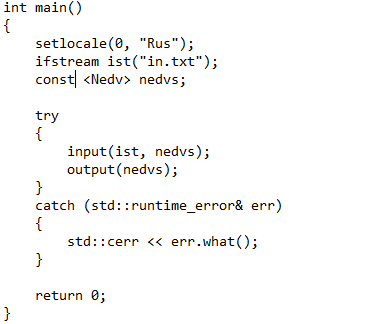 int main()
{
    setlocale(0, "Rus");
    ifstream ist("in.txt");
    const <Nedv> nedvs;

    try
    {
        input(ist, nedvs);
        output(nedvs);
    }
    catch (std::runtime_error& err)
    {
        std::cerr << err.what();
    }

    return 0;
}